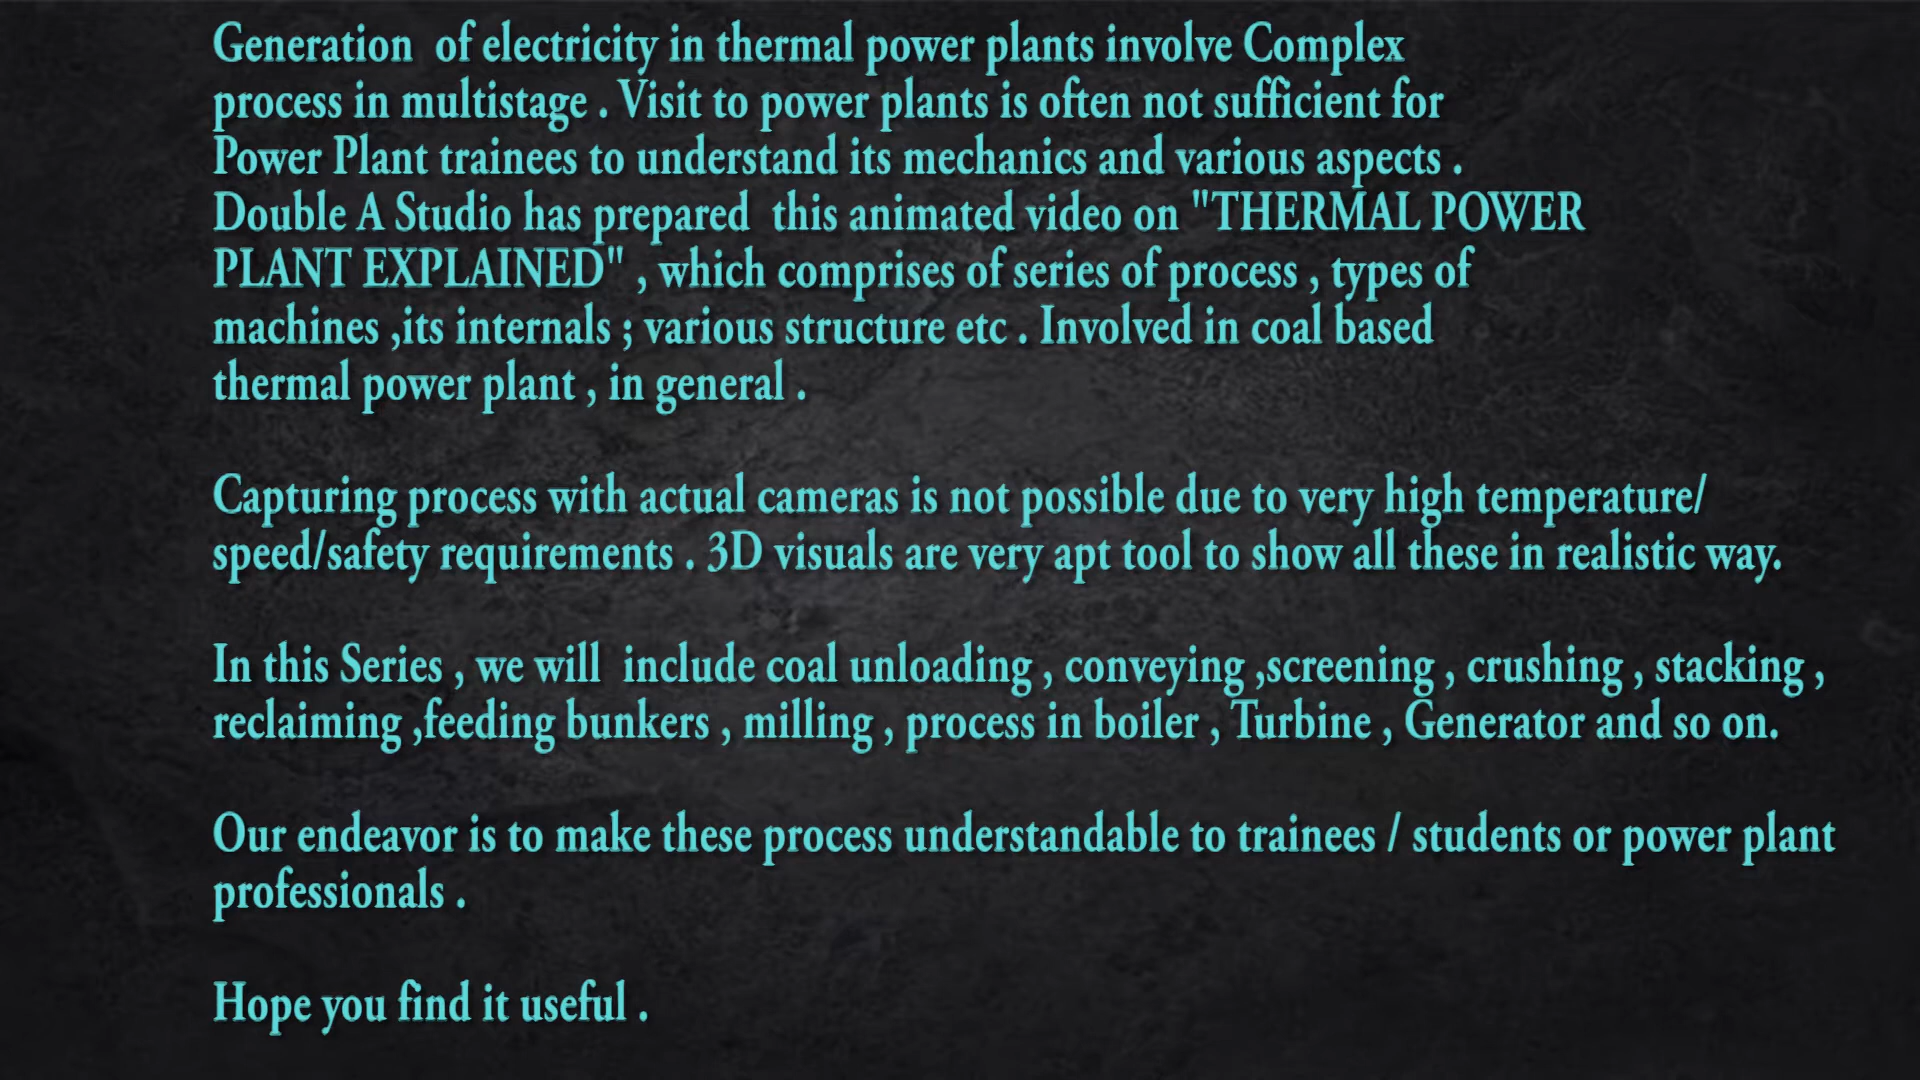 Generation  of electricity in thermal power plants involve Complex
process in multistage . Visit to power plants is often not sufficient for
Power Plant trainees to understand its mechanics and various aspects .
Double A Studio has prepared  this animated video on "THERMAL POWER
PLANT EXPLAINED" , which comprises of series of process , types of
machines ,its internals ; various structure etc . Involved in coal based
thermal power plant , in general .
Capturing process with actual cameras is not possible due to very high temperature/
speed/safety requirements . 3D visuals are very apt tool to show all these in realistic way.
In this Series , we will  include coal unloading , conveying ,screening , crushing , stacking ,
reclaiming ,feeding bunkers , milling , process in boiler , Turbine , Generator and so on.
Our endeavor is to make these process understandable to trainees / students or power plant
professionals .
Hope you find it useful .